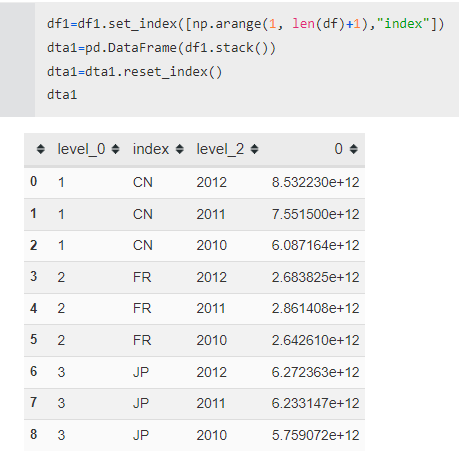 df1=df1.set_index([np.arange(1, len(df)+1),"index"])
dta1=pd.DataFrame(df1.stack())
dta1=dta1.reset_index()
dta1
level_0 index level_2 0
0 1 CN 2012 8.532230e+12
1 1 CN 2011 7.551500e+12
2 1 CN 2010 6.087164e+12
3 2 FR 2012 2.683825e+12
4 2 FR 2011 2.861408e+12
5 2 FR 2010 2.642610e+12
6 3 JP 2012 6.272363e+12
7 3 JP 2011 6.233147e+12
8 3 JP 2010 5.759072e+12